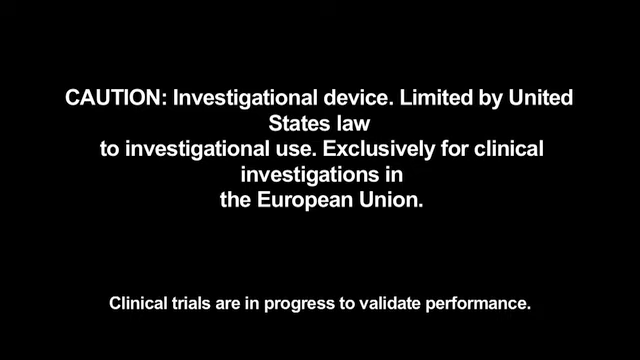 CAUTION: Investigational device. Limited by United
States law
to investigational use. Exclusively for clinical
investigations in
the European Union.
Clinical trials are in progress to validate performance.